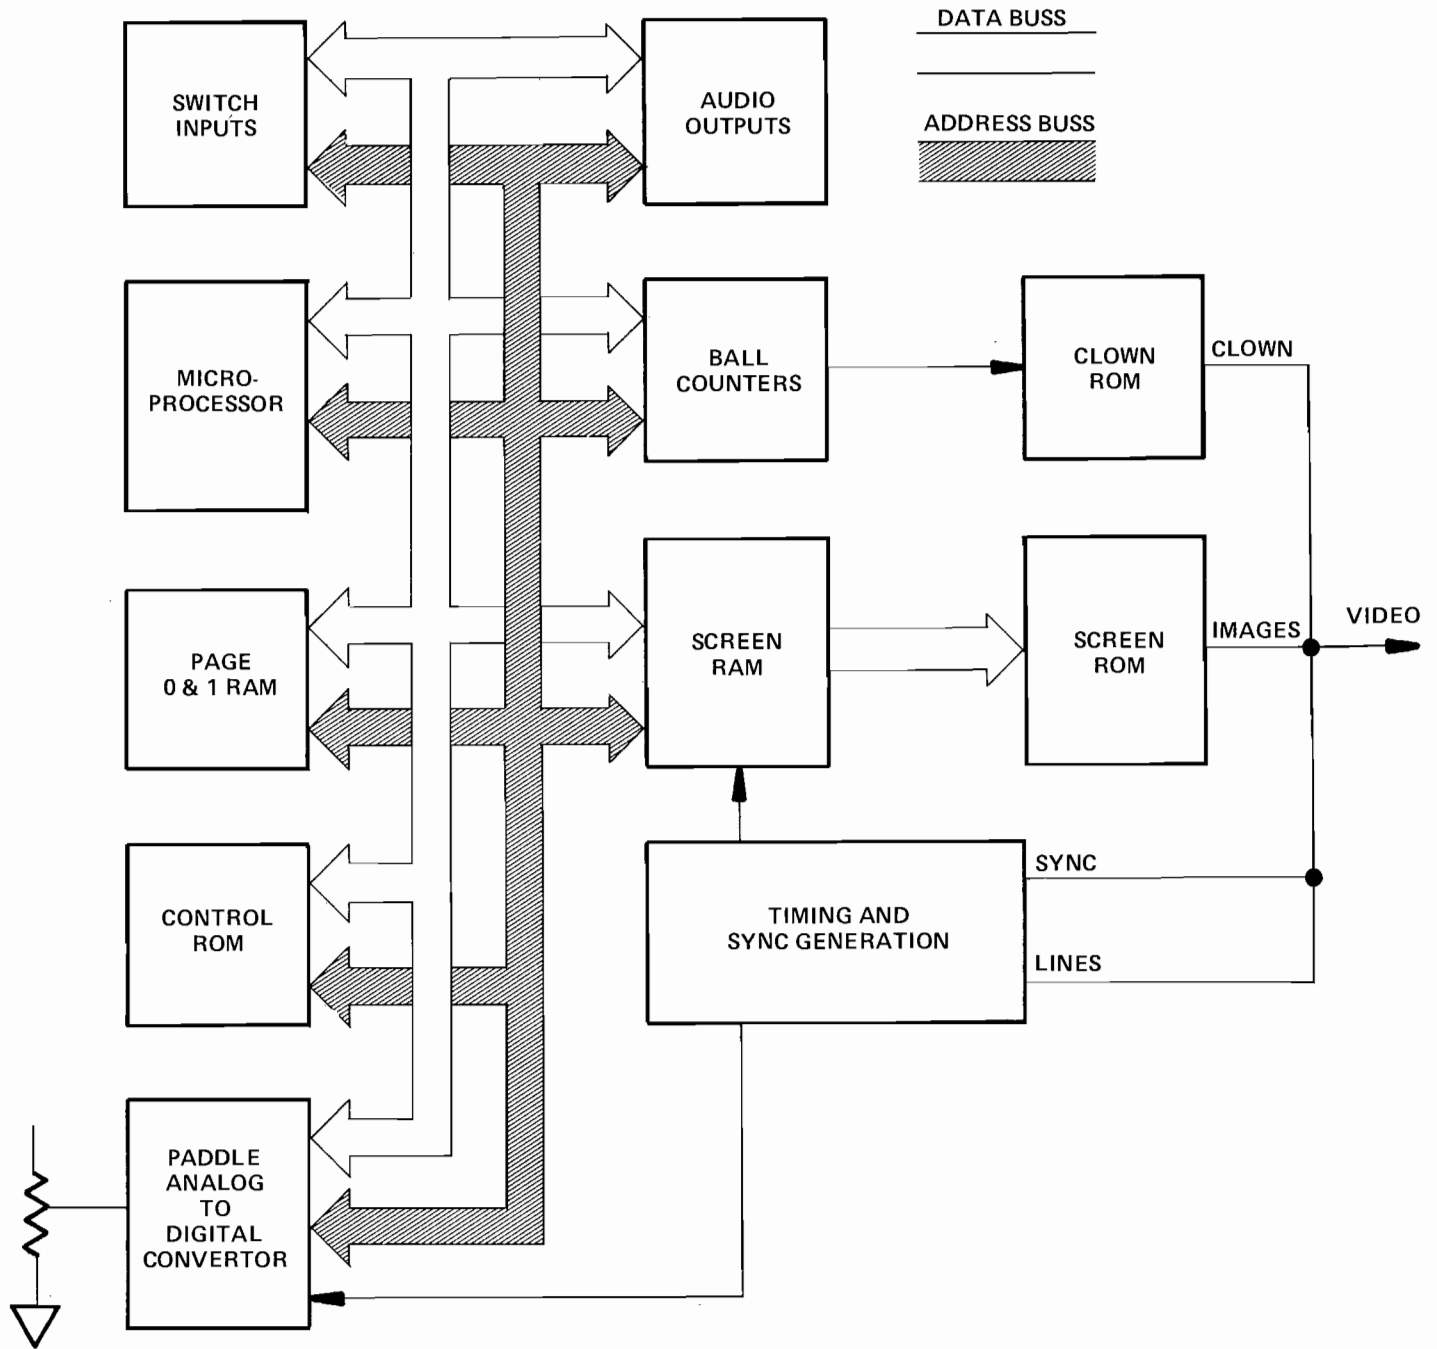 DATA BUSS
ADDRESS BUSS
SWITCH
INPUTS
AUDIO
OUTPUTS
MICRO-
PROCESSOR
BALL
COUNTERS
CLOWN
ROM
CLOWN
PAGE
0 & 1 RAM
SCREEN
RAM
SCREEN
ROM
IMAGES
VIDEO
CONTROL
ROM
TIMING AND
SYNC GENERATION
SYNC
LINES
PADDLE
ANALOG
TO
DIGITAL
CONVERTOR